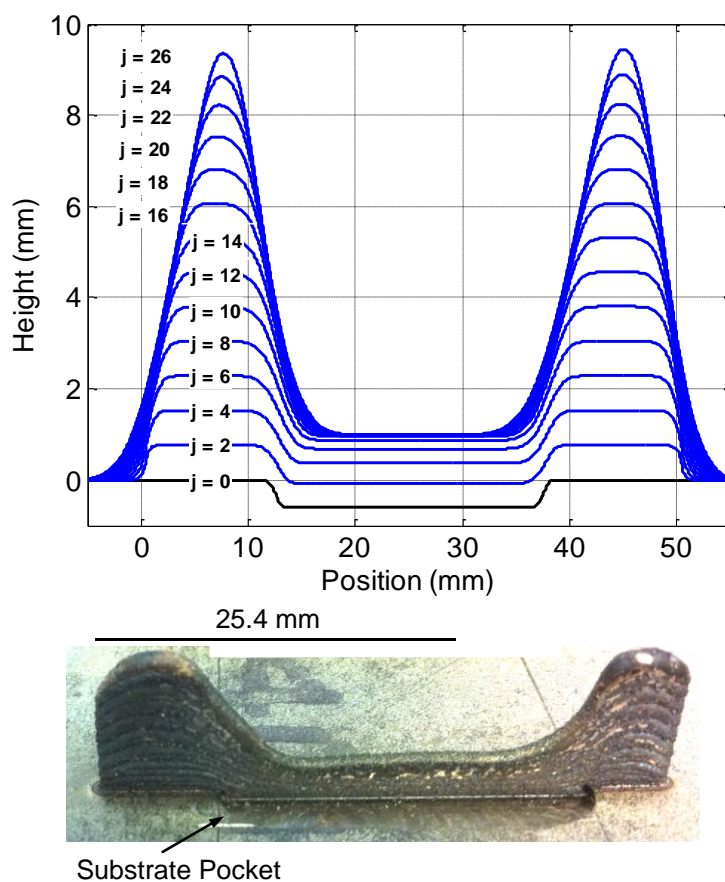 10
8
6
4
2
0
Height (mm)
j = 26
j = 24
j = 22
j = 20
j = 18
j = 16
j = 14
j = 12
j = 10
j = 8
j = 6
j = 4
j = 2
j = 0
0 10 20 30 40 50
Position (mm)
25.4 mm
Substrate Pocket